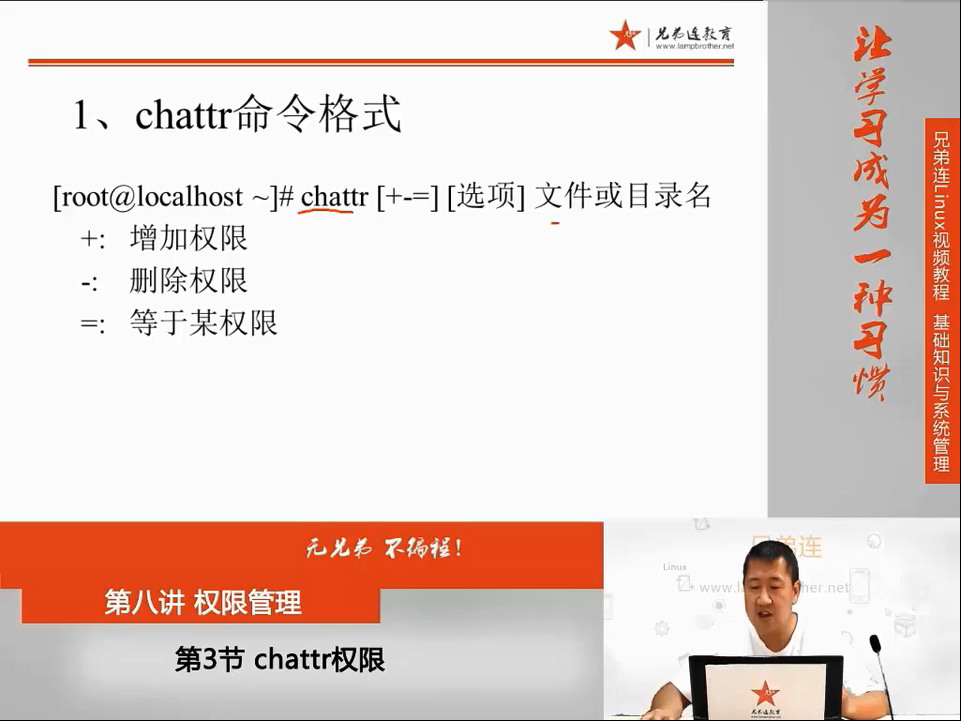 兄弟连教育
www.lampbrother.net
1、chattr命令格式
[root@localhost ~]# chattr [+-=] [选项] 文件或目录名
+: 增加权限
-: 删除权限
=: 等于某权限
让学习成为一种习惯
兄弟连Linux视频教程 基础知识与系统管理
无兄弟 不编程!
第八讲 权限管理
第3节 chattr权限
兄弟连
Linux
兄弟连教育